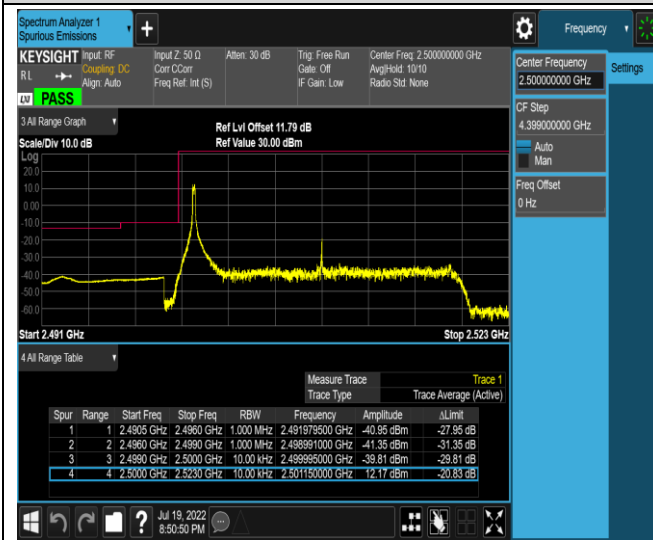 Spectrum Analyzer 1
Spurious Emissions
+
Frequency
KEYSIGHT Input: RF Input Z: 50 Ω Atten: 30 dB Trig: Free Run Center Freq: 2.500000000 GHz
RL Coupling: DC Corr CCorr Gate: Off Avg|Hold: 10/10
Align: Auto Freq Ref: Int (S) IF Gain: Low Radio Std: None
LXI PASS
Center Frequency
2.500000000 GHz
Settings
CF Step
4.399000000 GHz
Auto
Man
Freq Offset
0 Hz
3 All Range Graph
Ref Lvl Offset 11.79 dB
Scale/Div 10.0 dB Ref Value 30.00 dBm
Log
20.0
10.0
0.00
-10.0
-20.0
-30.0
-40.0
-50.0
-60.0
Start 2.491 GHz Stop 2.523 GHz
4 All Range Table
Measure Trace Trace 1
Trace Type Trace Average (Active)
Spur Range Start Freq Stop Freq RBW Frequency Amplitude ΔLimit
1 1 2.4905 GHz 2.4960 GHz 1.000 MHz 2.491979500 GHz -40.95 dBm -27.95 dB
2 2 2.4960 GHz 2.4990 GHz 1.000 MHz 2.498991000 GHz -41.35 dBm -31.35 dB
3 3 2.4990 GHz 2.5000 GHz 10.00 kHz 2.499995000 GHz -39.81 dBm -29.81 dB
4 4 2.5000 GHz 2.5230 GHz 10.00 kHz 2.501150000 GHz 12.17 dBm -20.83 dB
? Jul 19, 2022
8:50:50 PM